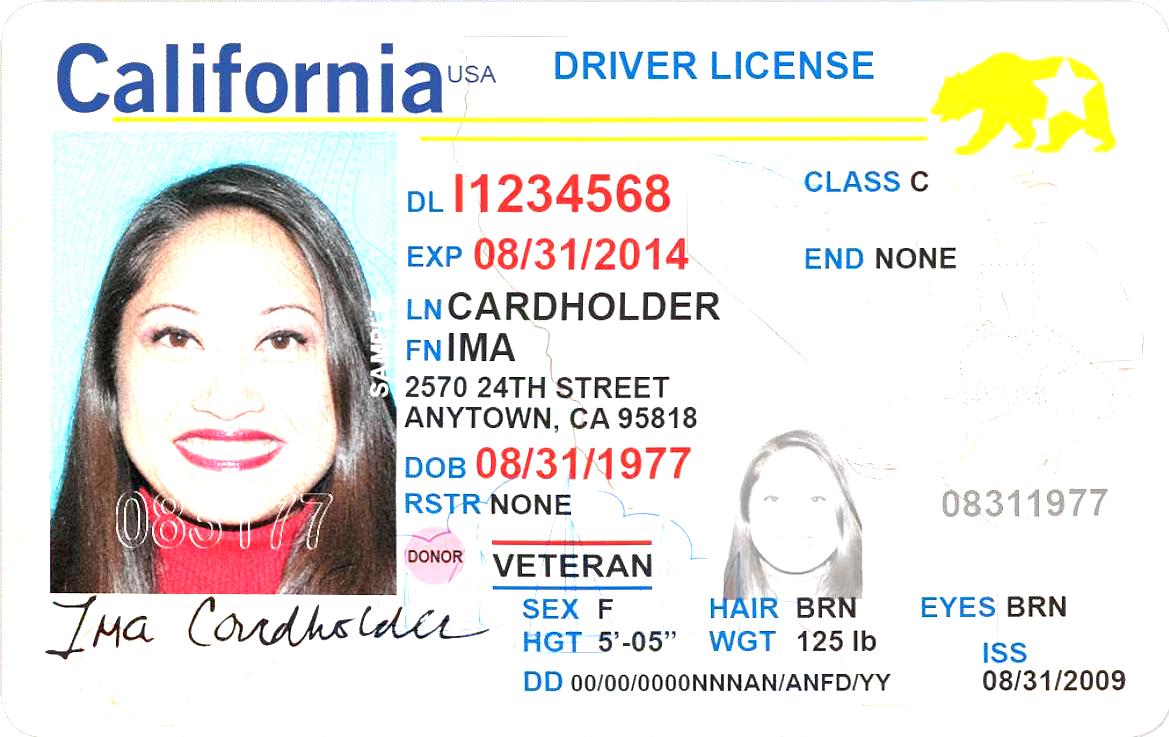 California USA DRIVER LICENSE
DL I1234568
CLASS C
EXP 08/31/2014
END NONE
LN CARDHOLDER
FN IMA
2570 24TH STREET
ANYTOWN, CA 95818
DOB 08/31/1977
RSTR NONE
08311977
DONOR
VETERAN
SAMPLE
083177
Ima Cardholder
SEX F HAIR BRN EYES BRN
HGT 5'-05" WGT 125 lb
ISS
DD 00/00/0000NNNAN/ANFD/YY
08/31/2009